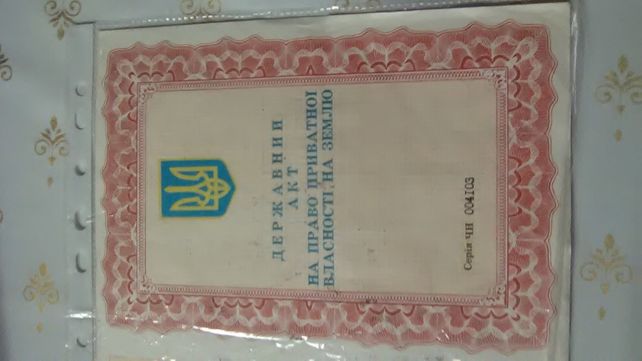 ДЕРЖАВНИЙ
АКТ
НА ПРАВО ПРИВАТНОЇ
ВЛАСНОСТІ НА ЗЕМЛЮ
Серія ЧН 004103